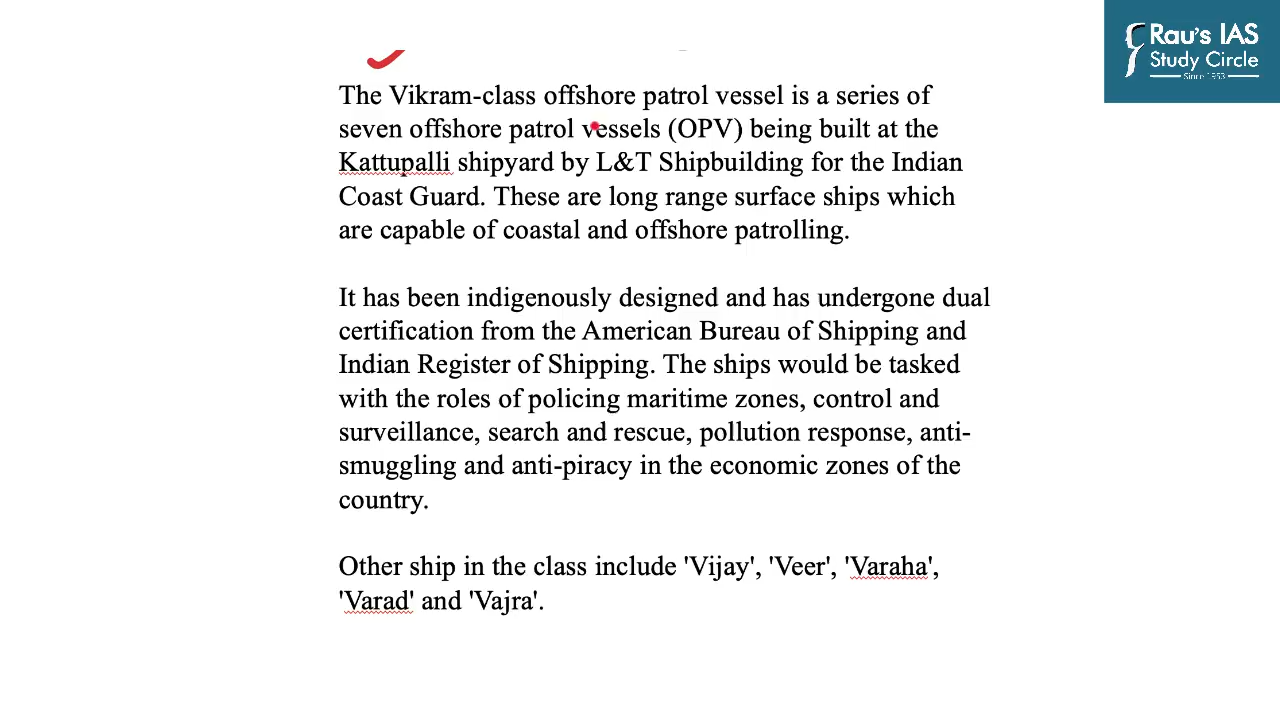 Rau's IAS
Study Circle
Since 1953
The Vikram-class offshore patrol vessel is a series of
seven offshore patrol vessels (OPV) being built at the
Kattupalli shipyard by L&T Shipbuilding for the Indian
Coast Guard. These are long range surface ships which
are capable of coastal and offshore patrolling.
It has been indigenously designed and has undergone dual
certification from the American Bureau of Shipping and
Indian Register of Shipping. The ships would be tasked
with the roles of policing maritime zones, control and
surveillance, search and rescue, pollution response, anti-
smuggling and anti-piracy in the economic zones of the
country.
Other ship in the class include 'Vijay', 'Veer', 'Varaha',
'Varad' and 'Vajra'.